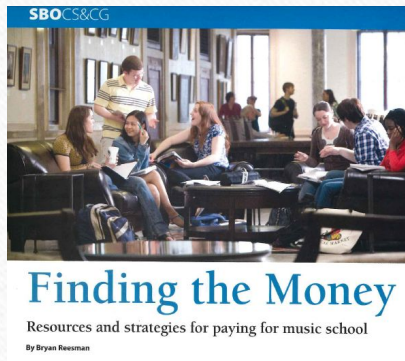 SBOCS&CG
Finding the Money
Resources and strategies for paying for music school
By Bryan Reesman